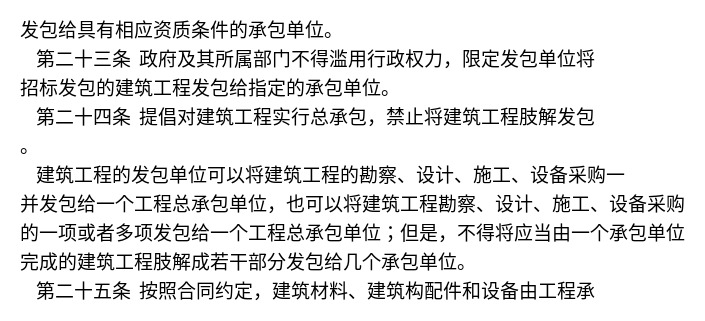 发包给具有相应资质条件的承包单位。
第二十三条 政府及其所属部门不得滥用行政权力，限定发包单位将
招标发包的建筑工程发包给指定的承包单位。
第二十四条 提倡对建筑工程实行总承包，禁止将建筑工程肢解发包
。
建筑工程的发包单位可以将建筑工程的勘察、设计、施工、设备采购一
并发包给一个工程总承包单位，也可以将建筑工程勘察、设计、施工、设备采购
的一项或者多项发包给一个工程总承包单位；但是，不得将应当由一个承包单位
完成的建筑工程肢解成若干部分发包给几个承包单位。
第二十五条 按照合同约定，建筑材料、建筑构配件和设备由工程承